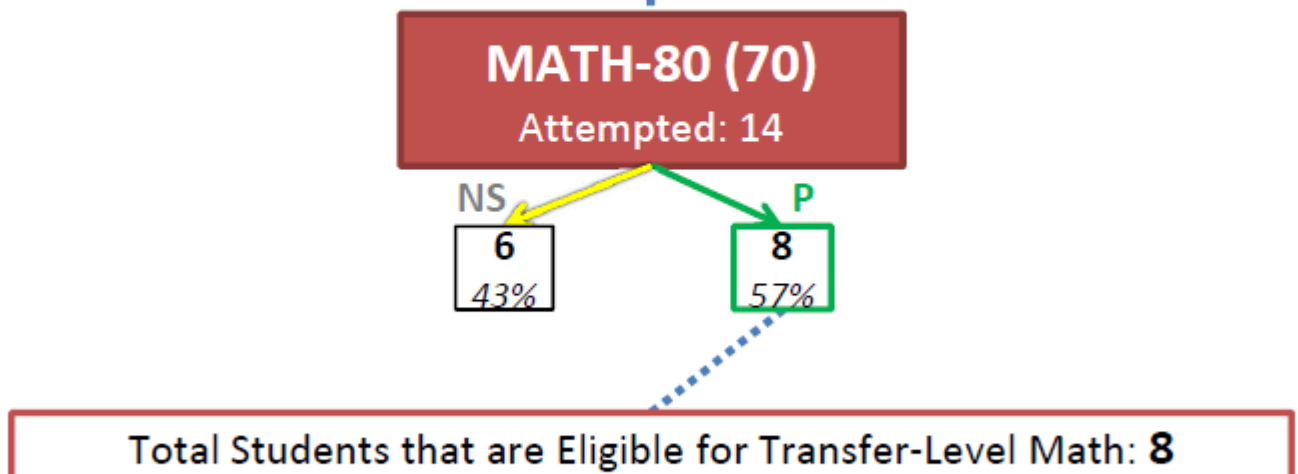 MATH-80 (70)
Attempted: 14
NS
P
6
8
43%
57%
Total Students that are Eligible for Transfer-Level Math: 8